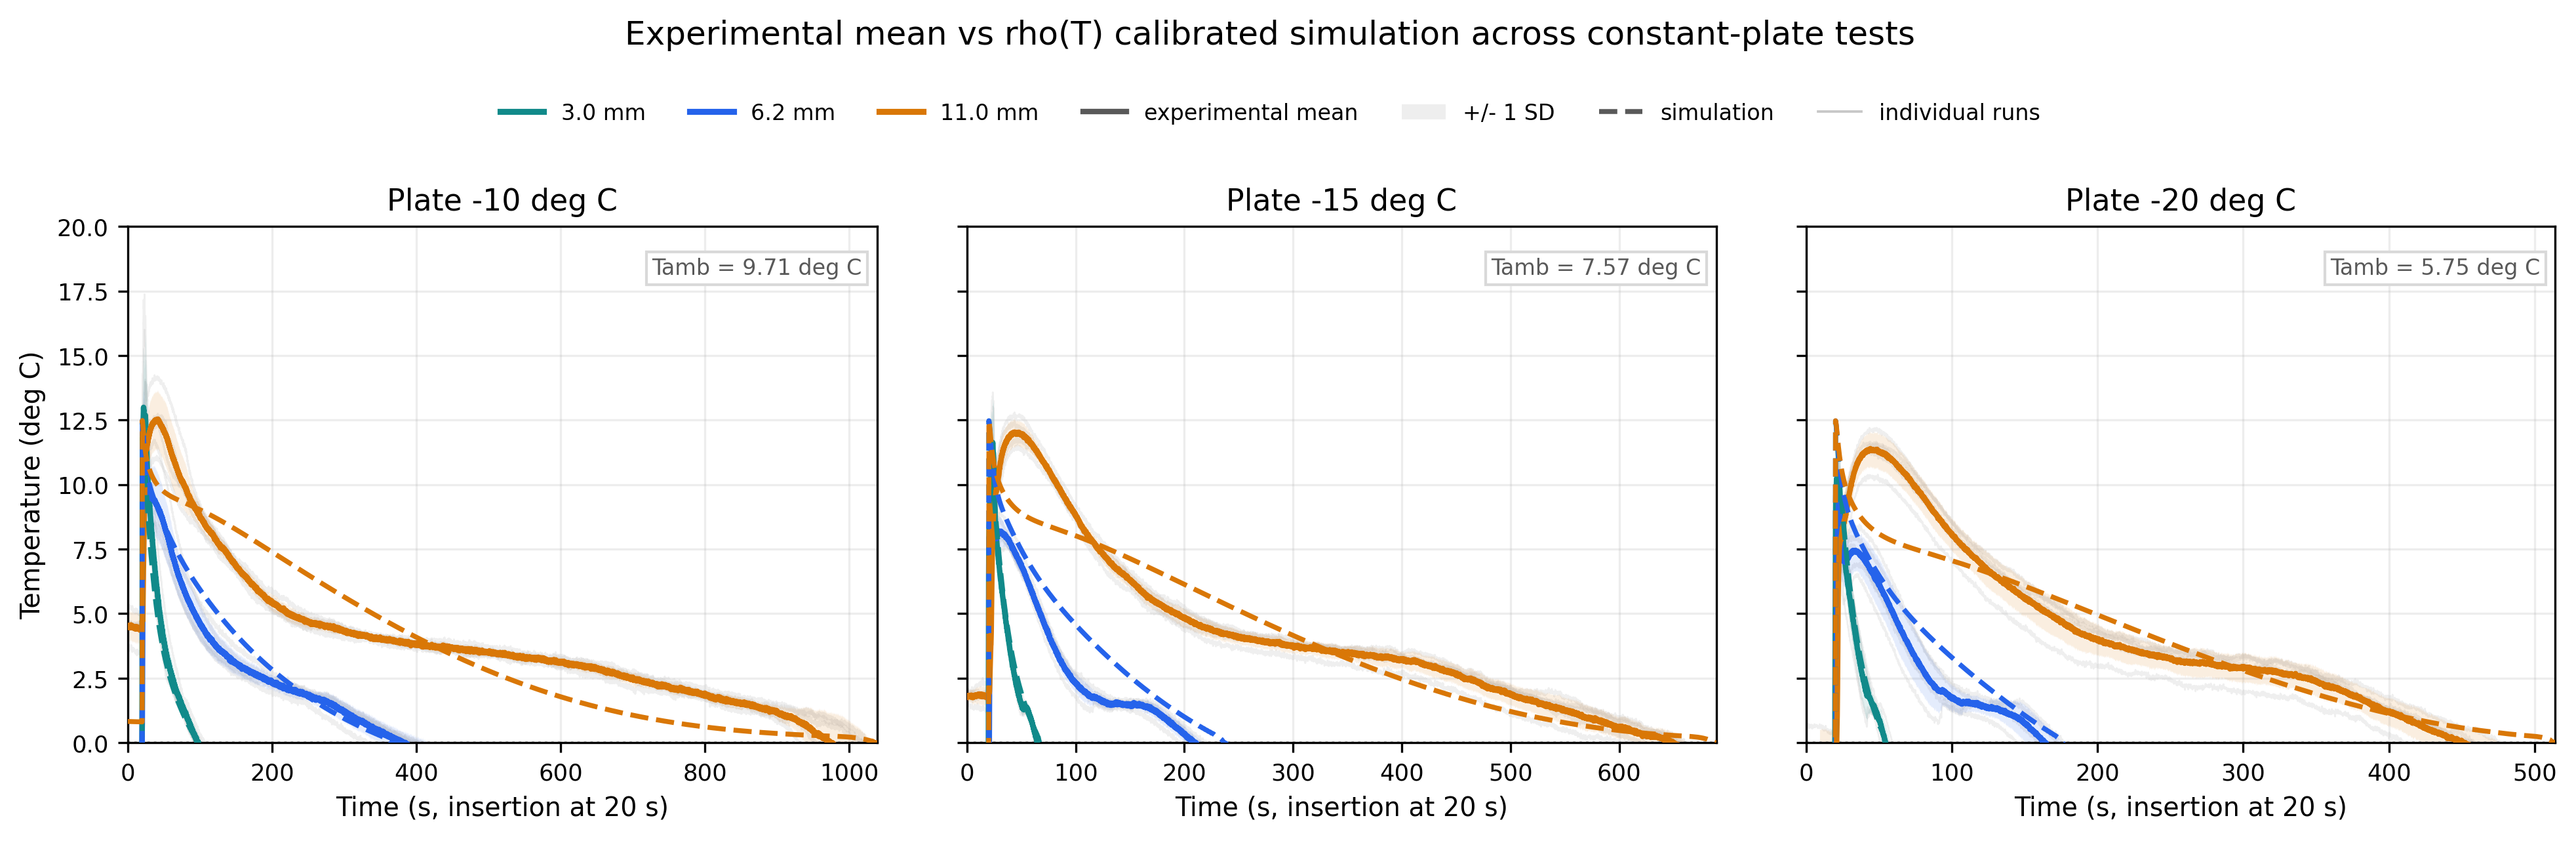 Experimental mean vs rho(T) calibrated simulation across constant-plate tests
3.0 mm 6.2 mm 11.0 mm experimental mean +/- 1 SD simulation individual runs
Plate -10 deg C
Tamb = 9.71 deg C
Temperature (deg C)
20.0
17.5
15.0
12.5
10.0
7.5
5.0
2.5
0.0
0 200 400 600 800 1000
Time (s, insertion at 20 s)
Plate -15 deg C
Tamb = 7.57 deg C
0 100 200 300 400 500 600
Time (s, insertion at 20 s)
Plate -20 deg C
Tamb = 5.75 deg C
0 100 200 300 400 500
Time (s, insertion at 20 s)